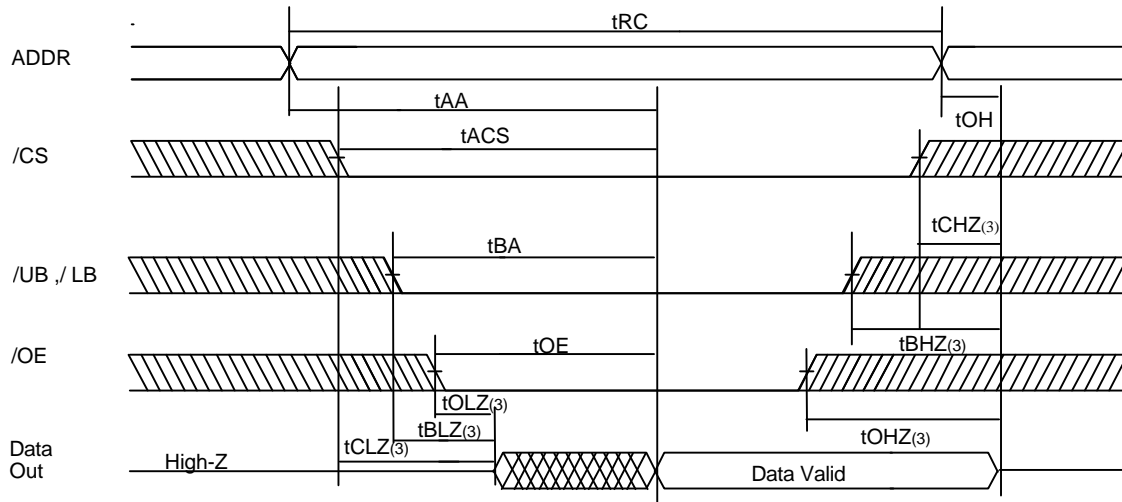 tRC
ADDR
tAA
tOH
tACS
/CS
tCHZ(3)
tBA
/UB ,/ LB
tBHZ(3)
tOE
/OE
tOLZ(3)
tBLZ(3)
tOHZ(3)
tCLZ(3)
Data
Out
High-Z
Data Valid